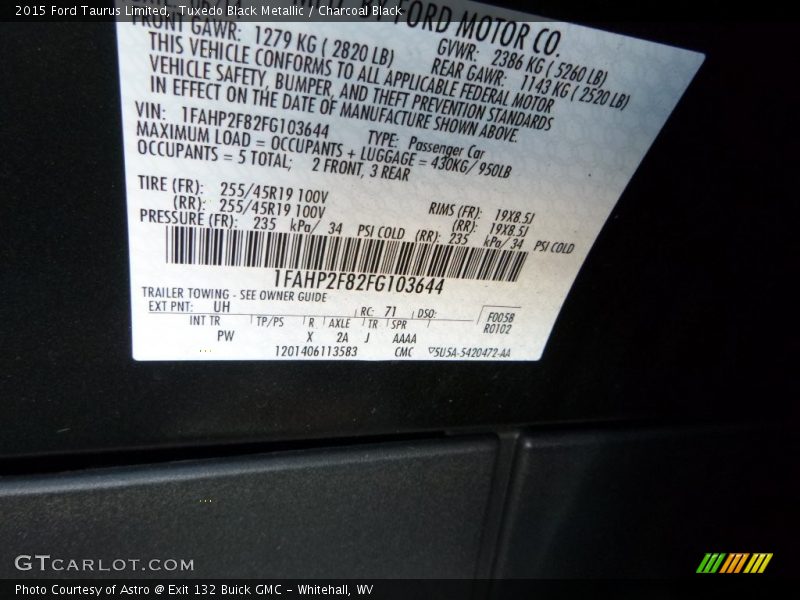 2015 Ford Taurus Limited, Tuxedo Black Metallic / Charcoal Black
BY FORD MOTOR CO.
FRONT GAWR: 1279 KG ( 2820 LB) GVWR: 2386 KG ( 5260 LB)
REAR GAWR: 1143 KG ( 2520 LB)
THIS VEHICLE CONFORMS TO ALL APPLICABLE FEDERAL MOTOR
VEHICLE SAFETY, BUMPER, AND THEFT PREVENTION STANDARDS
IN EFFECT ON THE DATE OF MANUFACTURE SHOWN ABOVE.
VIN: 1FAHP2F82FG103644 TYPE: Passenger Car
MAXIMUM LOAD = OCCUPANTS + LUGGAGE = 430KG/ 950LB
OCCUPANTS = 5 TOTAL; 2 FRONT, 3 REAR
TIRE (FR): 255/45R19 100V RIMS (FR): 19X8.5J
(RR): 255/45R19 100V (RR): 19X8.5J
PRESSURE (FR): 235 kPa/ 34 PSI COLD (RR): 235 kPa/ 34 PSI COLD
1FAHP2F82FG103644
TRAILER TOWING - SEE OWNER GUIDE
EXT PNT: UH RC: 71 DSO: F0058
R0102
INT TR TP/PS R AXLE TR SPR
PW X 2A J AAAA
1201406113583 CMC ▽5U5A-5420472-AA
GTCARLOT.COM
Photo Courtesy of Astro @ Exit 132 Buick GMC – Whitehall, WV